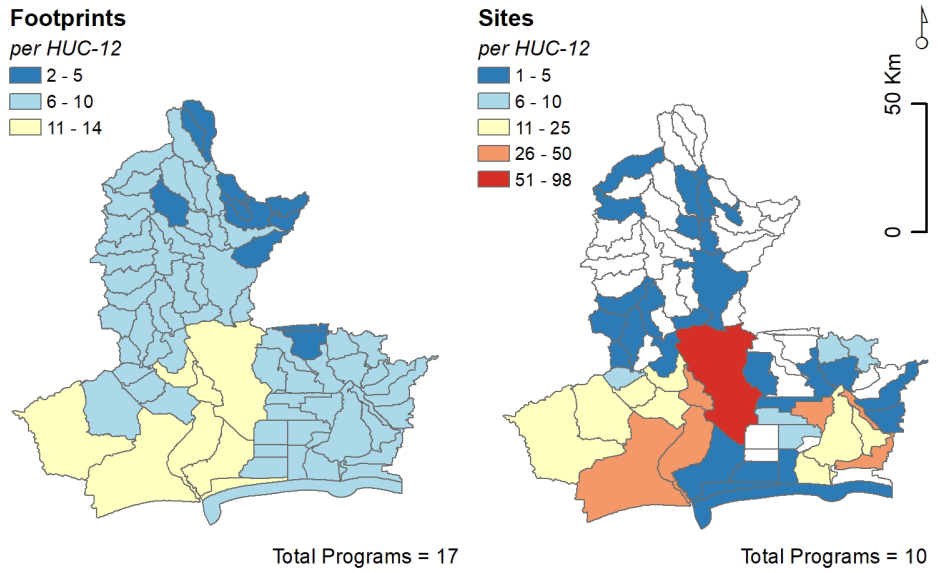 Footprints
per HUC-12
2 - 5
6 - 10
11 - 14
Total Programs = 17
Sites
per HUC-12
1 - 5
6 - 10
11 - 25
26 - 50
51 - 98
50 Km
0
Total Programs = 10